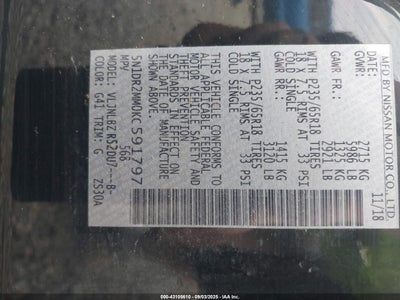 MFD BY NISSAN MOTOR CO
11/18
GVWR: 2715 KG
5986 LB
GAWR FR: 1325 KG
2921 LB
WITH P235/65R18 TIRES
18 X 7.5 RIMS AT 33 PSI
COLD SINGLE
GAWR RR: 1415 KG
3120 LB
WITH P235/65R18 TIRES
18 X 7.5 RIMS AT 33 PSI
COLD SINGLE
THIS VEHICLE CONFORMS TO
ALL APPLICABLE FEDERAL
MOTOR VEHICLE SAFETY AND
THEFT PREVENTION
STANDARDS IN EFFECT ON
THE DATE OF MANUFACTURE
SHOWN ABOVE.
5N1DR2MM0KC591797
MPV 368
MODEL:
COLOR: G41 TRIM: G
ZS30A
000-43109610 - 09/03/2025 - IAA Inc.